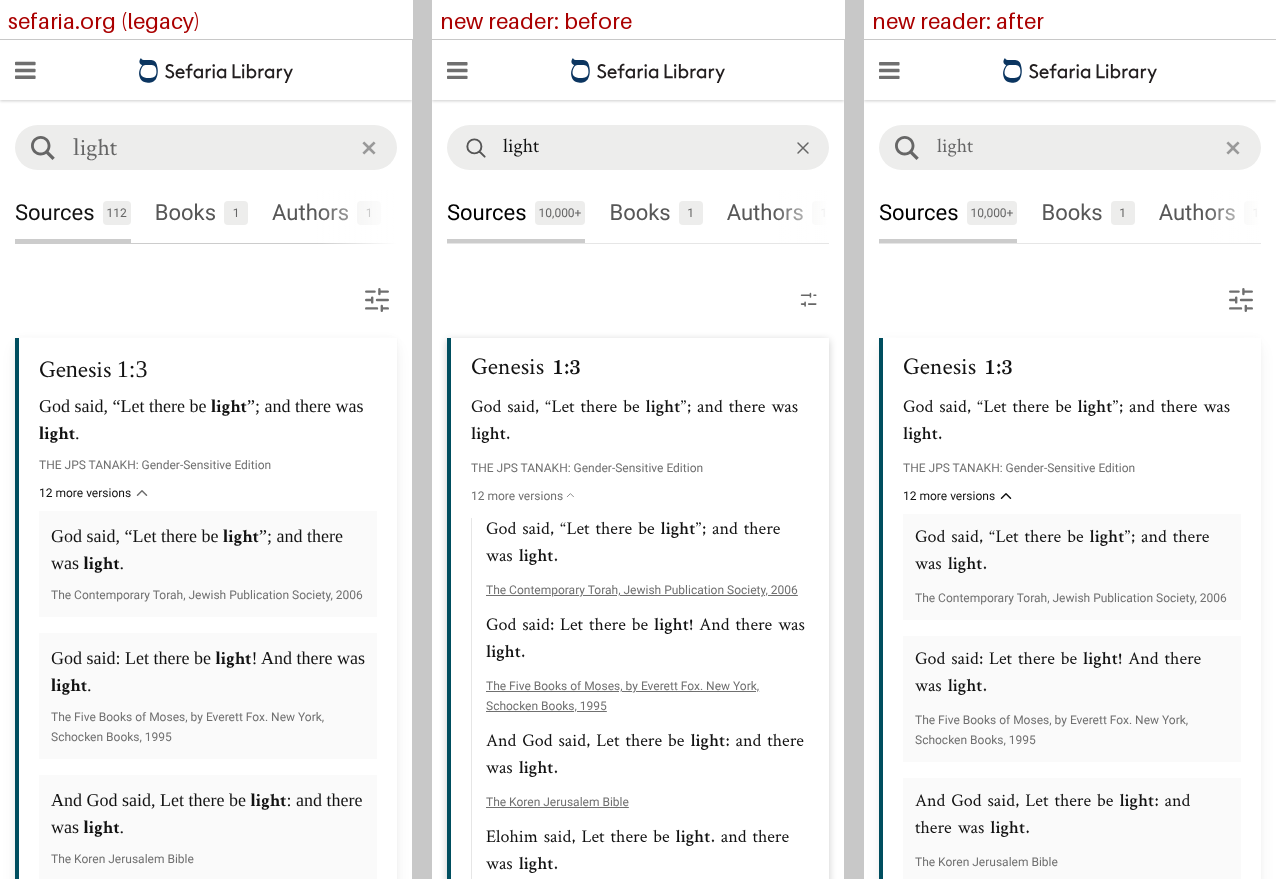 sefaria.org (legacy)
Sefaria Library
light
Sources 112 Books 1 Authors 1
Genesis 1:3
God said, “Let there be light”; and there was
light.
THE JPS TANAKH: Gender-Sensitive Edition
12 more versions
God said, “Let there be light”; and there
was light.
The Contemporary Torah, Jewish Publication Society, 2006
God said: Let there be light! And there was
light.
The Five Books of Moses, by Everett Fox. New York,
Schocken Books, 1995
And God said, Let there be light: and there
was light.
The Koren Jerusalem Bible
new reader: before
Sefaria Library
light
Sources 10,000+ Books 1 Authors 1
Genesis 1:3
God said, “Let there be light”; and there was
light.
THE JPS TANAKH: Gender-Sensitive Edition
12 more versions
God said, “Let there be light”; and there
was light.
The Contemporary Torah, Jewish Publication Society, 2006
God said: Let there be light! And there was
light.
The Five Books of Moses, by Everett Fox. New York,
Schocken Books, 1995
And God said, Let there be light: and there
was light.
The Koren Jerusalem Bible
Elohim said, Let there be light. and there
was light.
new reader: after
Sefaria Library
light
Sources 10,000+ Books 1 Authors
Genesis 1:3
God said, “Let there be light”; and there was
light.
THE JPS TANAKH: Gender-Sensitive Edition
12 more versions
God said, “Let there be light”; and there
was light.
The Contemporary Torah, Jewish Publication Society, 2006
God said: Let there be light! And there
was light.
The Five Books of Moses, by Everett Fox. New York,
Schocken Books, 1995
And God said, Let there be light: and
there was light.
The Koren Jerusalem Bible